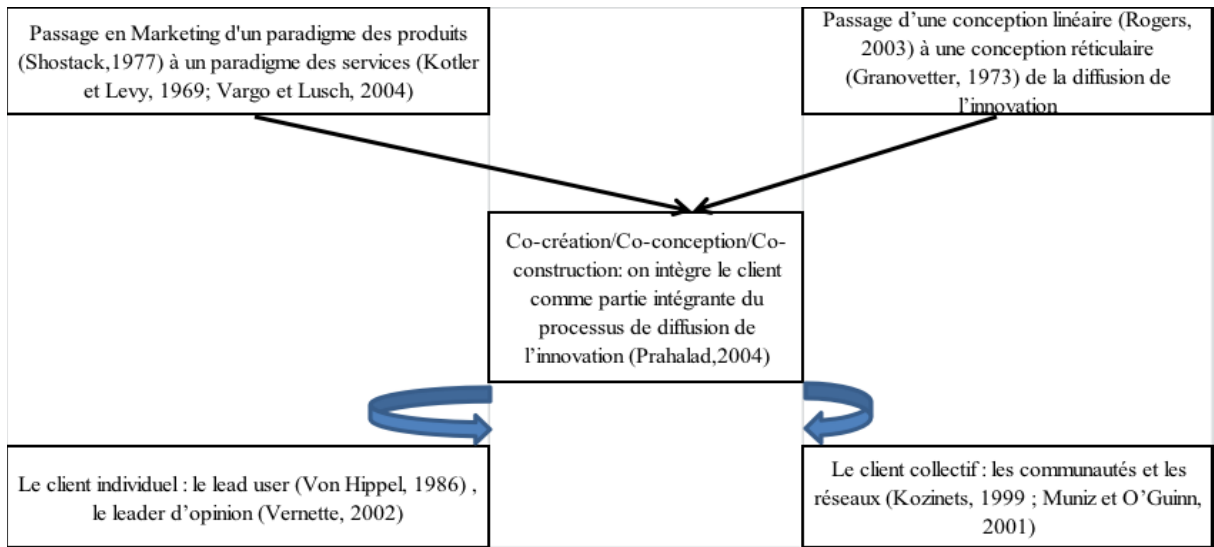 Passage en Marketing d'un paradigme des produits
(Shostack,1977) à un paradigme des services (Kotler
et Levy, 1969; Vargo et Lusch, 2004)
Passage d’une conception linéaire (Rogers,
2003) à une conception réticulaire
(Granovetter, 1973) de la diffusion de
l’innovation
Co-création/Co-conception/Co-
construction: on intègre le client
comme partie intégrante du
processus de diffusion de
l’innovation (Prahalad,2004)
Le client individuel : le lead user (Von Hippel, 1986) ,
le leader d’opinion (Vernette, 2002)
Le client collectif : les communautés et les
réseaux (Kozinets, 1999 ; Muniz et O’Guinn,
2001)